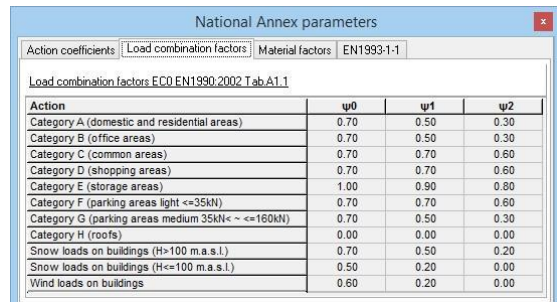 National Annex parameters
x
Action coefficients Load combination factors Material factors EN1993-1-1
Load combination factors EC0 EN1990:2002 Tab.A1.1
Action ψ0 ψ1 ψ2
Category A (domestic and residential areas) 0.70 0.50 0.30
Category B (office areas) 0.70 0.50 0.30
Category C (common areas) 0.70 0.70 0.60
Category D (shopping areas) 0.70 0.70 0.60
Category E (storage areas) 1.00 0.90 0.80
Category F (parking areas light <=35kN) 0.70 0.70 0.60
Category G (parking areas medium 35kN< ~ <=160kN) 0.70 0.50 0.30
Category H (roofs) 0.00 0.00 0.00
Snow loads on buildings (H>100 m.a.s.l.) 0.70 0.50 0.20
Snow loads on buildings (H<=100 m.a.s.l.) 0.50 0.20 0.00
Wind loads on buildings 0.60 0.20 0.00